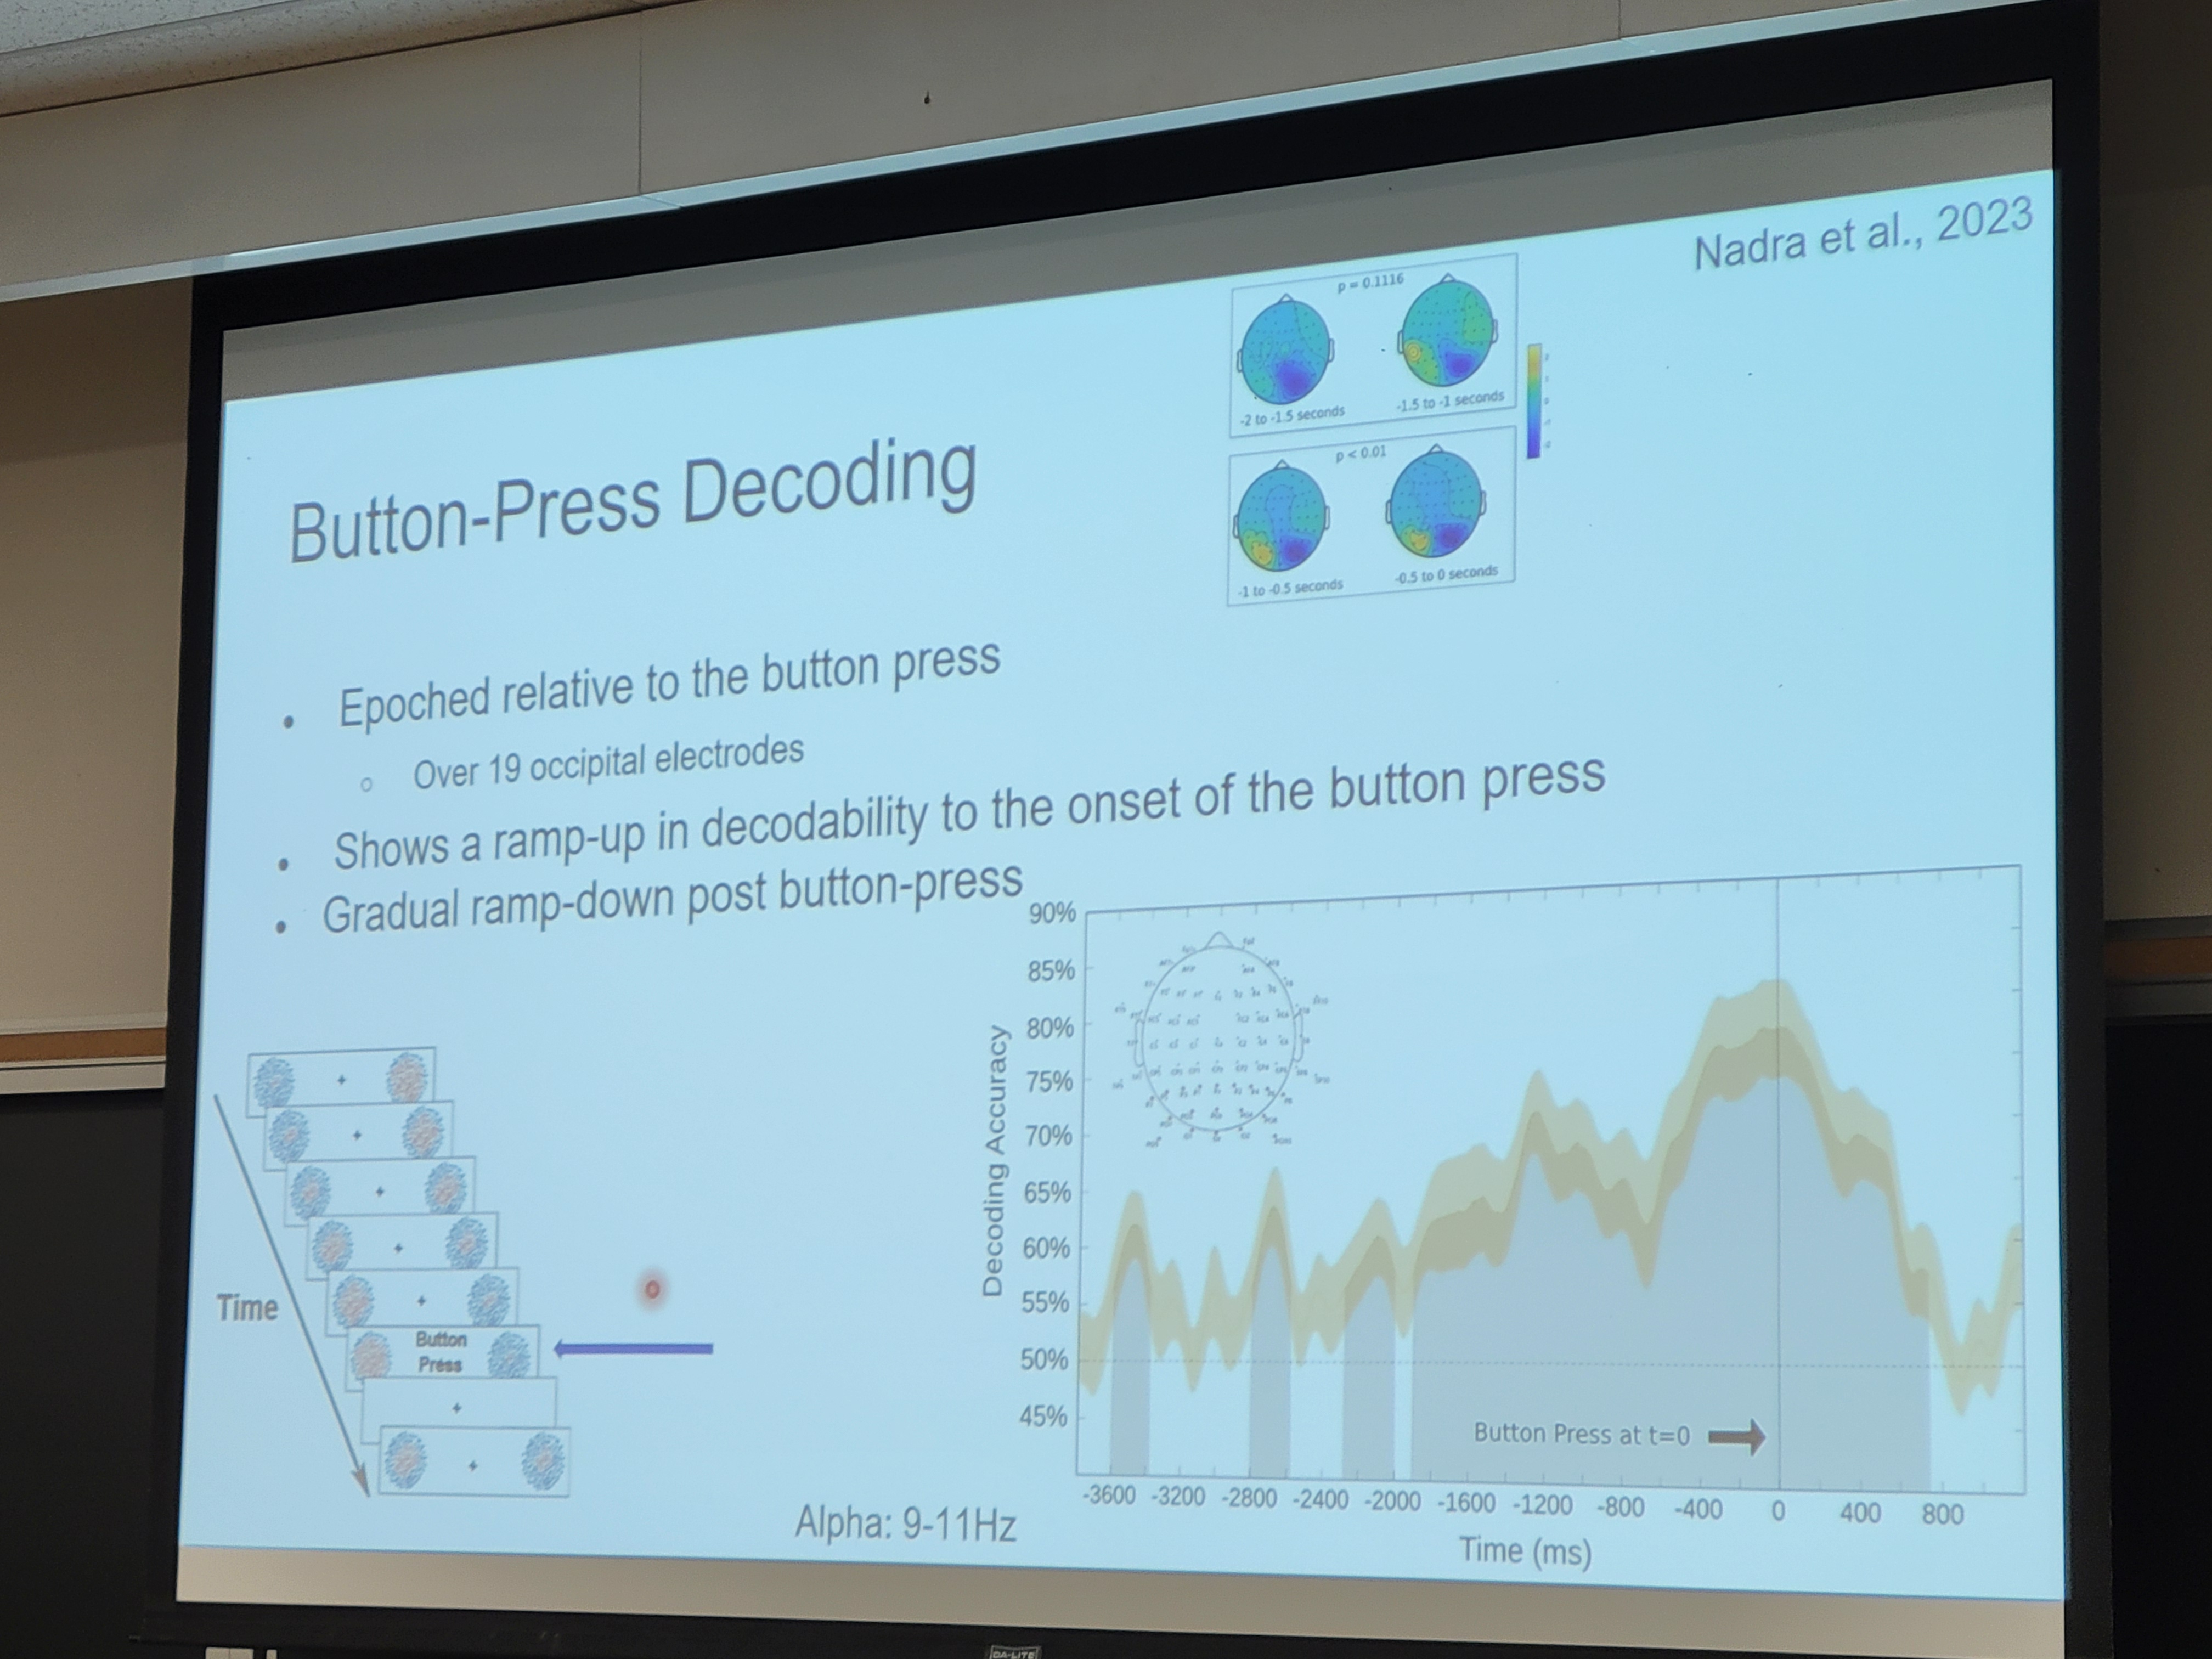 Nadra et al., 2023
p = 0.1116
-2 to -1.5 seconds
-1.5 to -1 seconds
p < 0.01
-1 to -0.5 seconds
-0.5 to 0 seconds
Button-Press Decoding
• Epoched relative to the button press
○ Over 19 occipital electrodes
• Shows a ramp-up in decodability to the onset of the button press
• Gradual ramp-down post button-press
Time
Button
Press
Alpha: 9-11Hz
Decoding Accuracy
90%
85%
80%
75%
70%
65%
60%
55%
50%
45%
Button Press at t=0
-3600 -3200 -2800 -2400 -2000 -1600 -1200 -800 -400 0 400 800
Time (ms)
DA-LITE